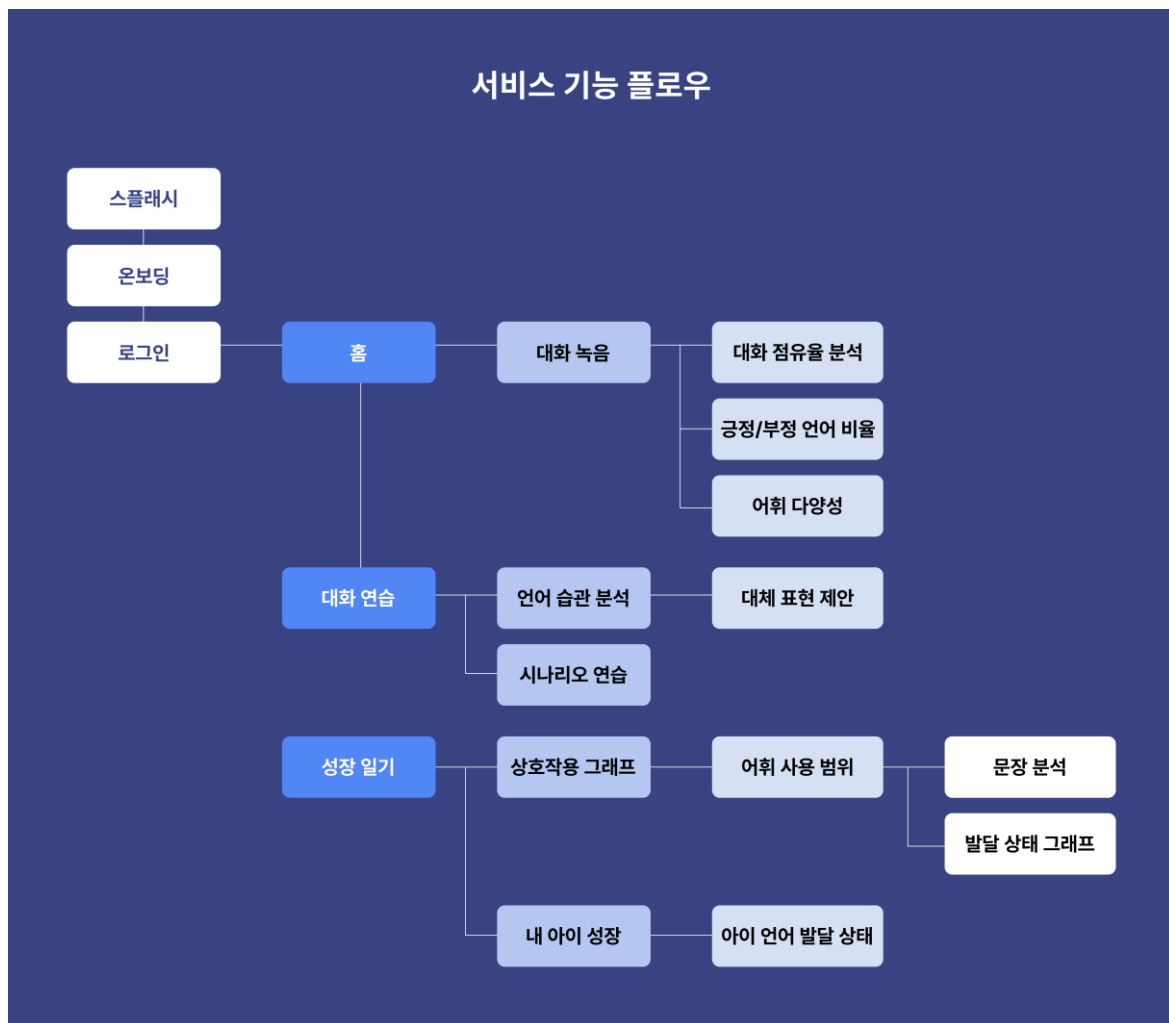 서비스 기능 플로우
스플래시
온보딩
로그인
홈
대화 녹음
대화 점유율 분석
긍정/부정 언어 비율
어휘 다양성
대화 연습
언어 습관 분석
대체 표현 제안
시나리오 연습
성장 일기
상호작용 그래프
어휘 사용 범위
문장 분석
발달 상태 그래프
내 아이 성장
아이 언어 발달 상태